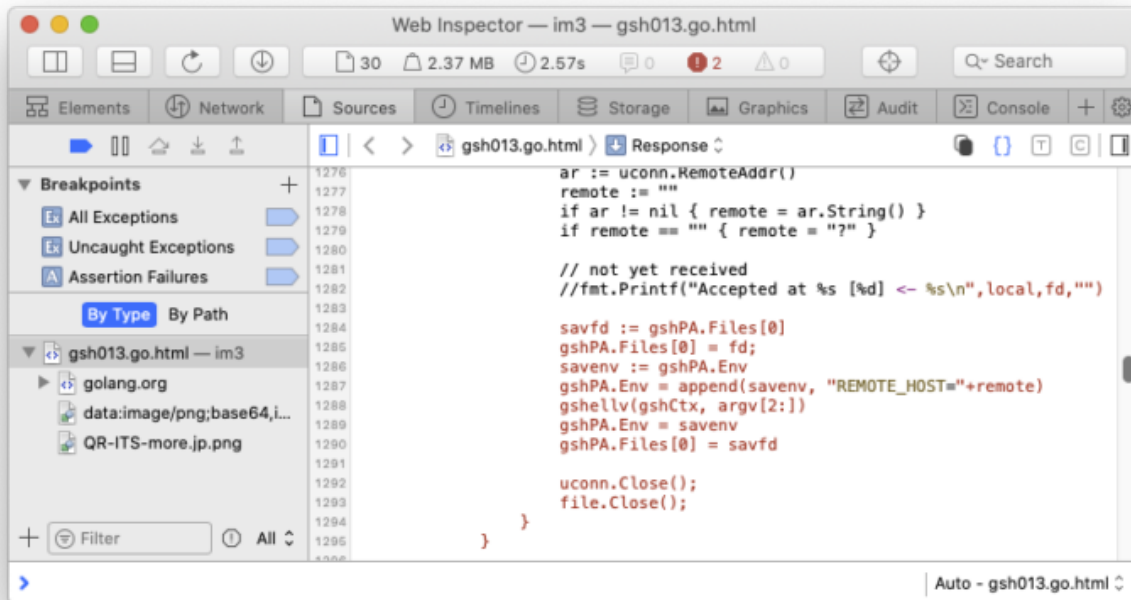 Web Inspector — im3 — gsh013.go.html
30 2.37 MB 2.57s 0 2 0 Search
Elements Network Sources Timelines Storage Graphics Audit Console
gsh013.go.html Response T C
Breakpoints
Ex All Exceptions
Ex Uncaught Exceptions
A Assertion Failures
By Type By Path
gsh013.go.html — im3
golang.org
data:image/png;base64,i...
QR-ITS-more.jp.png
Filter All
1276 ar := uconn.RemoteAddr()
1277 remote := ""
1278 if ar != nil { remote = ar.String() }
1279 if remote == "" { remote = "?" }
1280
1281 // not yet received
1282 //fmt.Printf("Accepted at %s [%d] <- %s\n",local,fd,"")
1283
1284 savfd := gshPA.Files[0]
1285 gshPA.Files[0] = fd;
1286 savenv := gshPA.Env
1287 gshPA.Env = append(savenv, "REMOTE_HOST="+remote)
1288 gshellv(gshCtx, argv[2:])
1289 gshPA.Env = savenv
1290 gshPA.Files[0] = savfd
1291
1292 uconn.Close();
1293 file.Close();
1294 }
1295 }
1296
Auto - gsh013.go.html